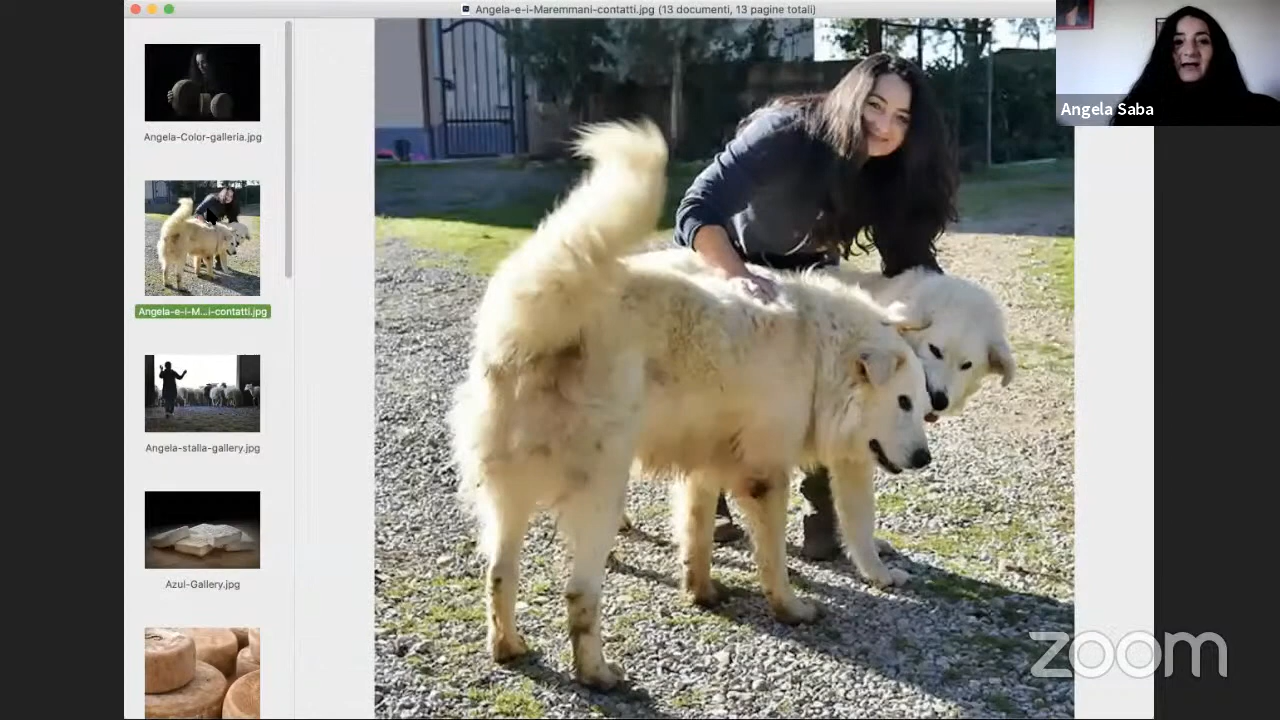 Angela-e-i-Maremmani-contatti.jpg (13 documenti, 13 pagine totali)
Angela Saba
Angela-Color-galleria.jpg
Angela-e-i-M...i-contatti.jpg
Angela-stalla-gallery.jpg
Azul-Gallery.jpg
zoom